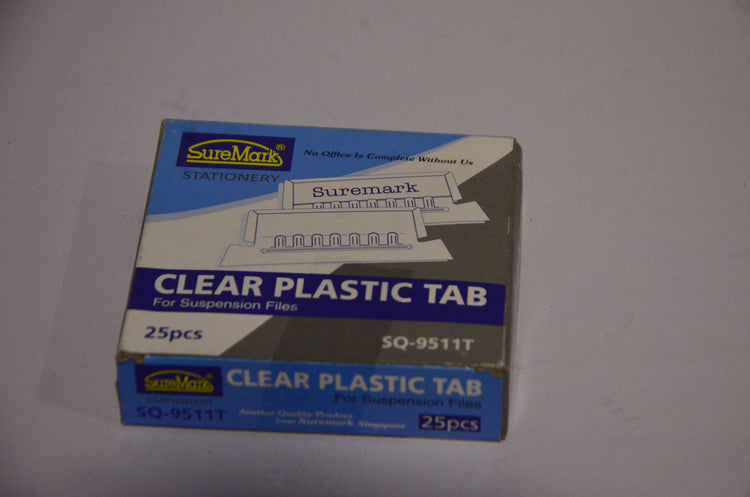 SureMark®
STATIONERY
No Office Is Complete Without Us
Suremark
CLEAR PLASTIC TAB
For Suspension Files
25pcs
SQ-9511T
SureMark
STATIONERY
SQ-9511T
CLEAR PLASTIC TAB
For Suspension Files
Another Quality Product
from Suremark Singapore
25pcs